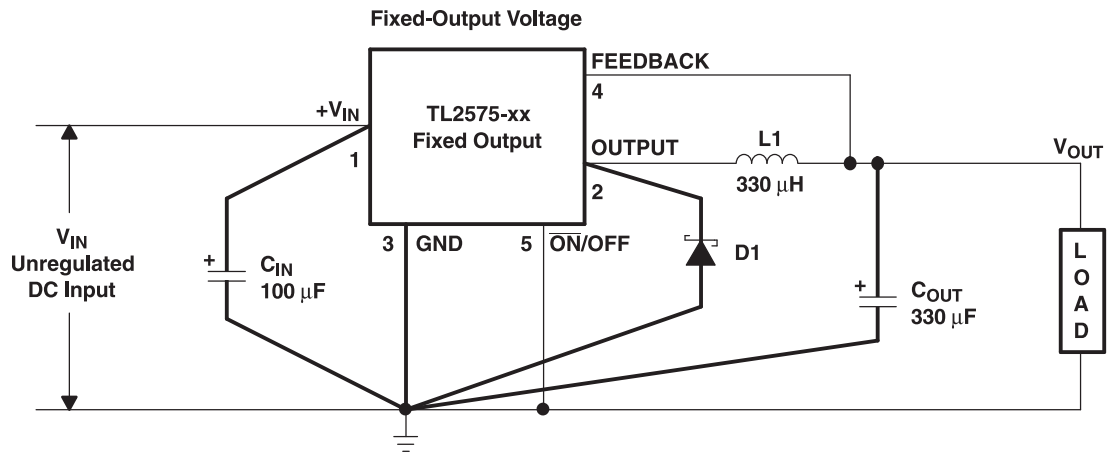 Fixed-Output Voltage
FEEDBACK
4
+VIN
TL2575-xx
Fixed Output
1
OUTPUT
2
L1
330 μH
VOUT
3 GND
5 ON/OFF
VIN
Unregulated
DC Input
+
CIN
100 μF
D1
+
COUT
330 μF
L
O
A
D